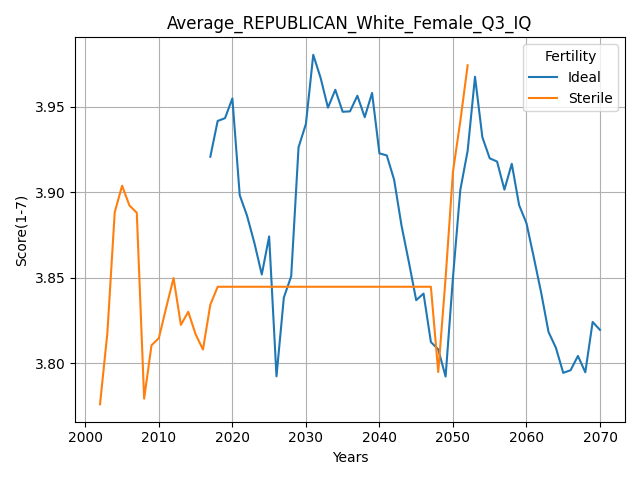 Average_REPUBLICAN_White_Female_Q3_IQ
Fertility
Ideal
Sterile
Score(1-7)
3.95
3.90
3.85
3.80
2000 2010 2020 2030 2040 2050 2060 2070
Years